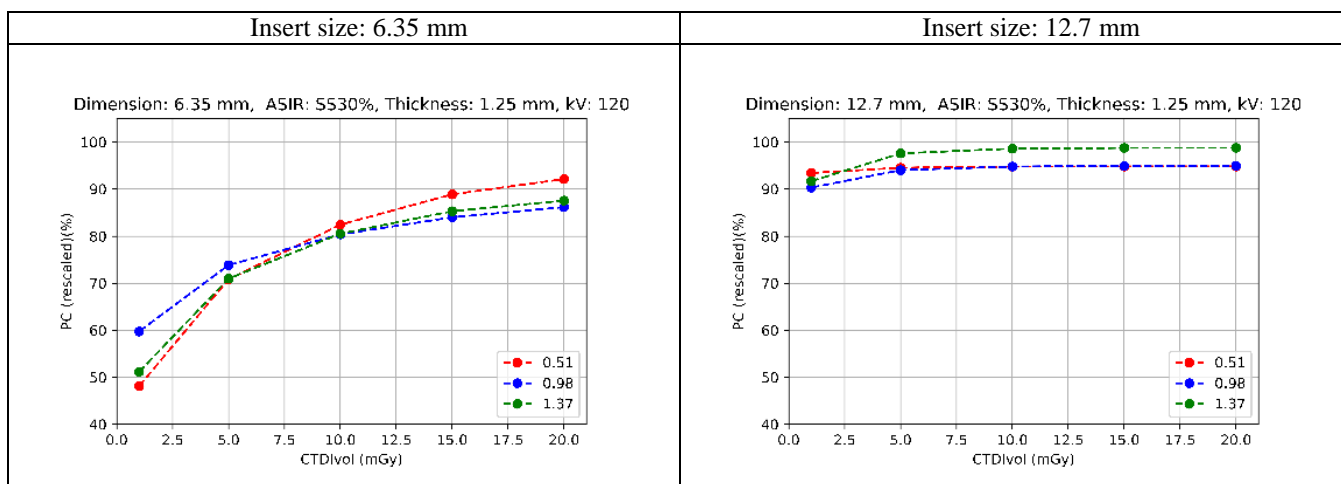 Insert size: 6.35 mm
Insert size: 12.7 mm
Dimension: 6.35 mm, ASIR: SS30%, Thickness: 1.25 mm, kV: 120
100
90
80
70
60
50
40
PC (rescaled)(%)
0.51
0.98
1.37
0.0 2.5 5.0 7.5 10.0 12.5 15.0 17.5 20.0
CTDIvol (mGy)
Dimension: 12.7 mm, ASIR: SS30%, Thickness: 1.25 mm, kV: 120
100
90
80
70
60
50
40
PC (rescaled)(%)
0.51
0.98
1.37
0.0 2.5 5.0 7.5 10.0 12.5 15.0 17.5 20.0
CTDIvol (mGy)